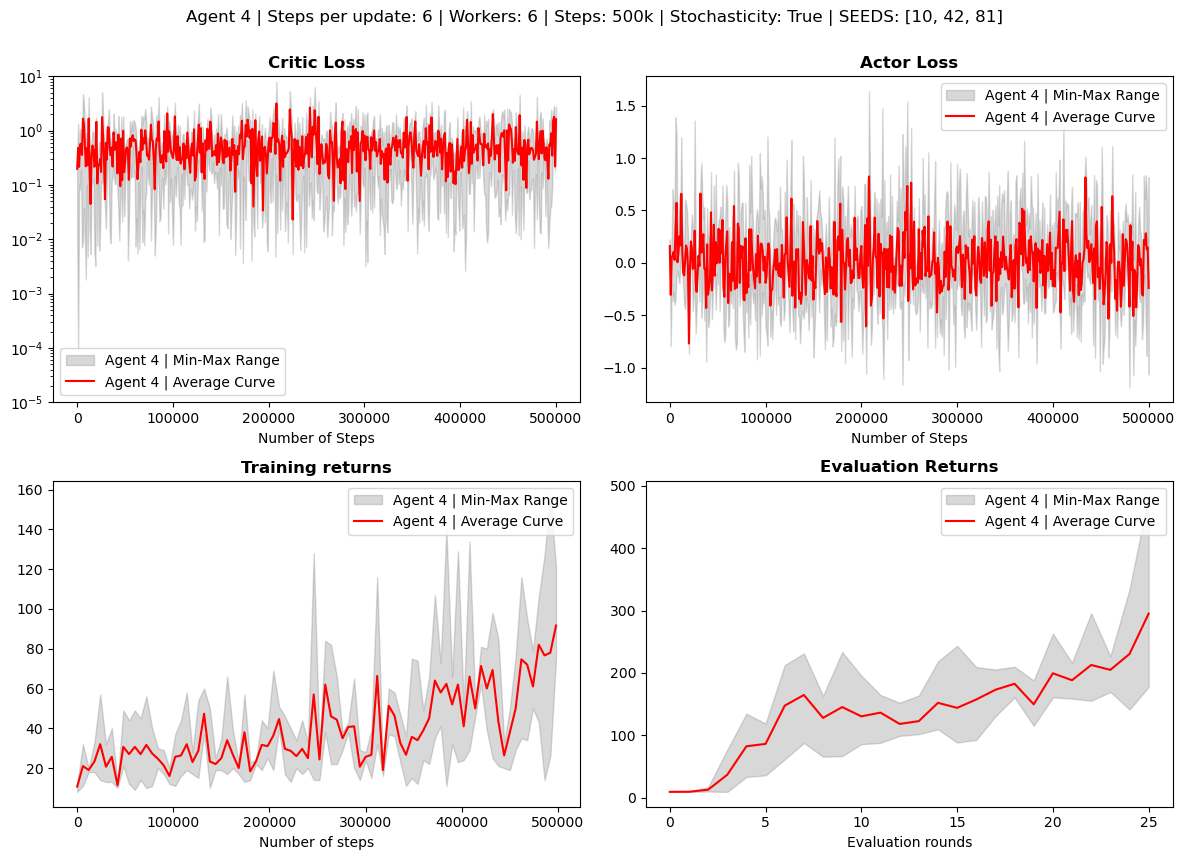 Agent 4 | Steps per update: 6 | Workers: 6 | Steps: 500k | Stochasticity: True | SEEDS: [10, 42, 81]
Critic Loss
10^1
10^0
10^-1
10^-2
10^-3
10^-4
10^-5
Agent 4 | Min-Max Range
Agent 4 | Average Curve
0 100000 200000 300000 400000 500000
Number of Steps
Actor Loss
1.5
1.0
0.5
0.0
−0.5
−1.0
Agent 4 | Min-Max Range
Agent 4 | Average Curve
0 100000 200000 300000 400000 500000
Number of Steps
Training returns
160
140
120
100
80
60
40
20
Agent 4 | Min-Max Range
Agent 4 | Average Curve
0 100000 200000 300000 400000 500000
Number of steps
Evaluation Returns
500
400
300
200
100
0
Agent 4 | Min-Max Range
Agent 4 | Average Curve
0 5 10 15 20 25
Evaluation rounds